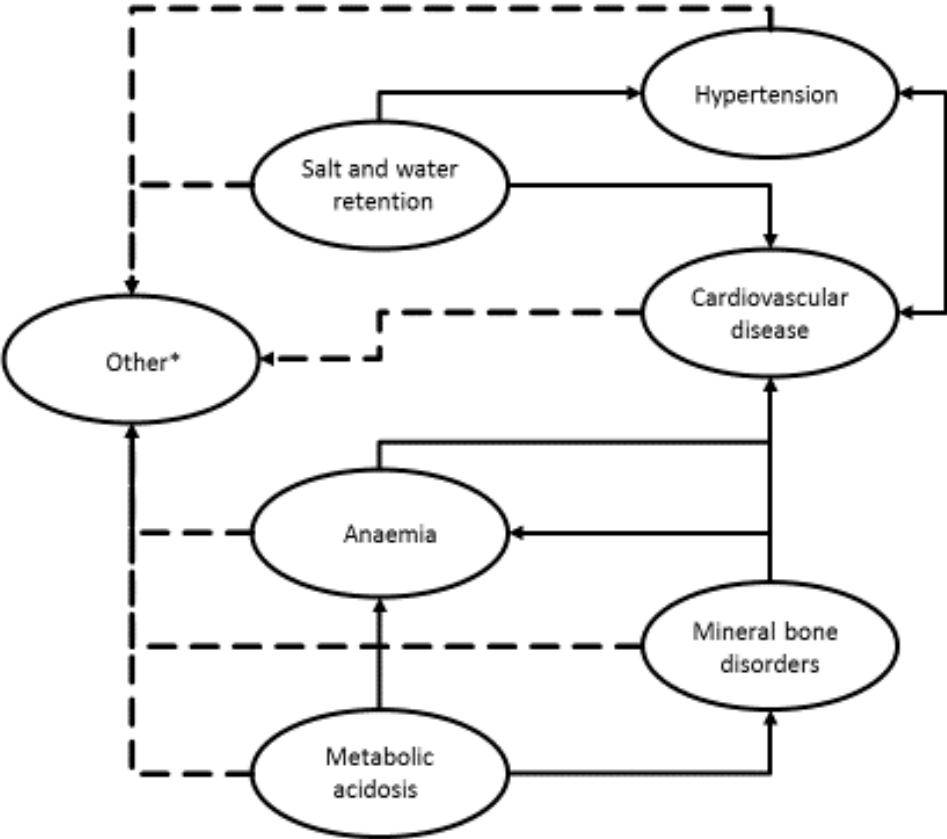 Hypertension
Salt and water
retention
Cardiovascular
disease
Other*
Anaemia
Mineral bone
disorders
Metabolic
acidosis